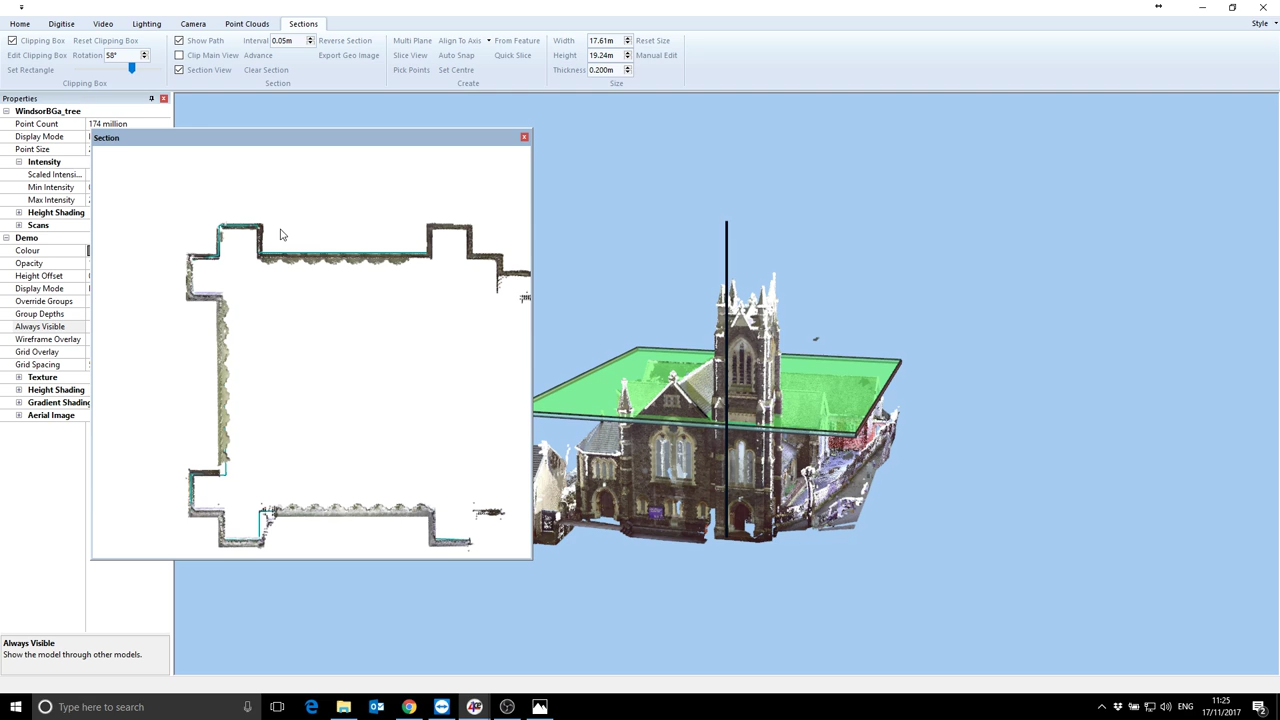 Home Digitise Video Lighting Camera Point Clouds Sections Style
Clipping Box Reset Clipping Box Show Path Interval 0.05m Reverse Section Multi Plane Align To Axis From Feature Width 17.61m Reset Size
Edit Clipping Box Rotation 58° Clip Main View Advance Export Geo Image Slice View Auto Snap Quick Slice Height 19.24m Manual Edit
Set Rectangle Section View Clear Section Pick Points Set Centre Thickness 0.200m
Clipping Box Section Create Size
Properties
WindsorBGa_tree
Point Count 174 million
Display Mode
Section
Point Size
Intensity
Scaled Intensi...
Min Intensity
Max Intensity
Height Shading
Scans
Demo
Colour
Opacity
Height Offset
Display Mode
Override Groups
Group Depths
Always Visible
Wireframe Overlay
Grid Overlay
Grid Spacing
Texture
Height Shading
Gradient Shading
Aerial Image
Always Visible
Show the model through other models.
Type here to search
ENG
11:25
17/11/2017
2